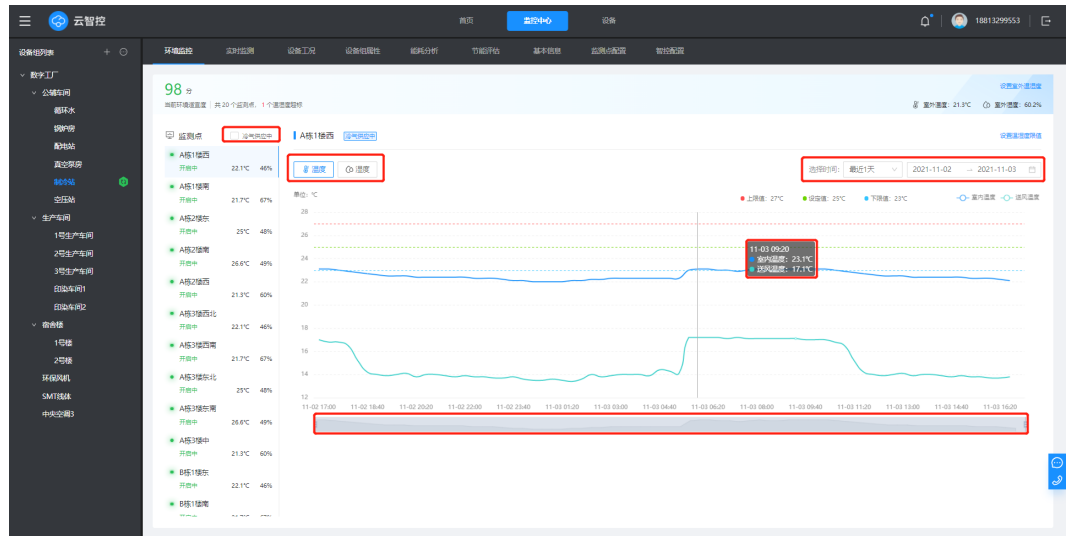 云智控
首页
监控中心
设备
18813299553
设备组列表
环境监控
实时监测
设备工况
设备组属性
能耗分析
节能评估
基本信息
监测点配置
智控配置
数字工厂
公辅车间
循环水
锅炉房
配电站
真空泵房
制冷站
空压站
生产车间
1号生产车间
2号生产车间
3号生产车间
印染车间1
印染车间2
宿舍楼
1号楼
2号楼
环保风机
SMT线体
中央空调3
98 分
当前环境适宜度 | 共 20 个监测点, 1 个温湿度超标
设置室外温湿度
室外温度: 21.3℃ 室外湿度: 60.2%
监测点
冷气供应中
A栋1楼西
开启中 22.1℃ 46%
A栋1楼南
开启中 21.7℃ 67%
A栋2楼东
开启中 25℃ 48%
A栋2楼南
开启中 26.6℃ 49%
A栋2楼西
开启中 21.3℃ 60%
A栋3楼西北
开启中 22.1℃ 46%
A栋3楼西南
开启中 21.7℃ 67%
A栋3楼东北
开启中 25℃ 48%
A栋3楼东南
开启中 26.6℃ 49%
A栋3楼中
开启中 21.3℃ 60%
B栋1楼东
开启中 22.1℃ 46%
B栋1楼南
A栋1楼西 冷气供应中
设置温湿度限值
温度 湿度
选择时间: 最近1天 2021-11-02 → 2021-11-03
单位: ℃
上限值: 27℃ 设定值: 25℃ 下限值: 23℃
室内温度 送风温度
28
26
24
22
20
18
16
14
12
11-03 09:20
室内温度: 23.1℃
送风温度: 17.1℃
11-02 17:00 11-02 18:40 11-02 20:20 11-02 22:00 11-02 23:40 11-03 01:20 11-03 03:00 11-03 04:40 11-03 06:20 11-03 08:00 11-03 09:40 11-03 11:20 11-03 13:00 11-03 14:40 11-03 16:20